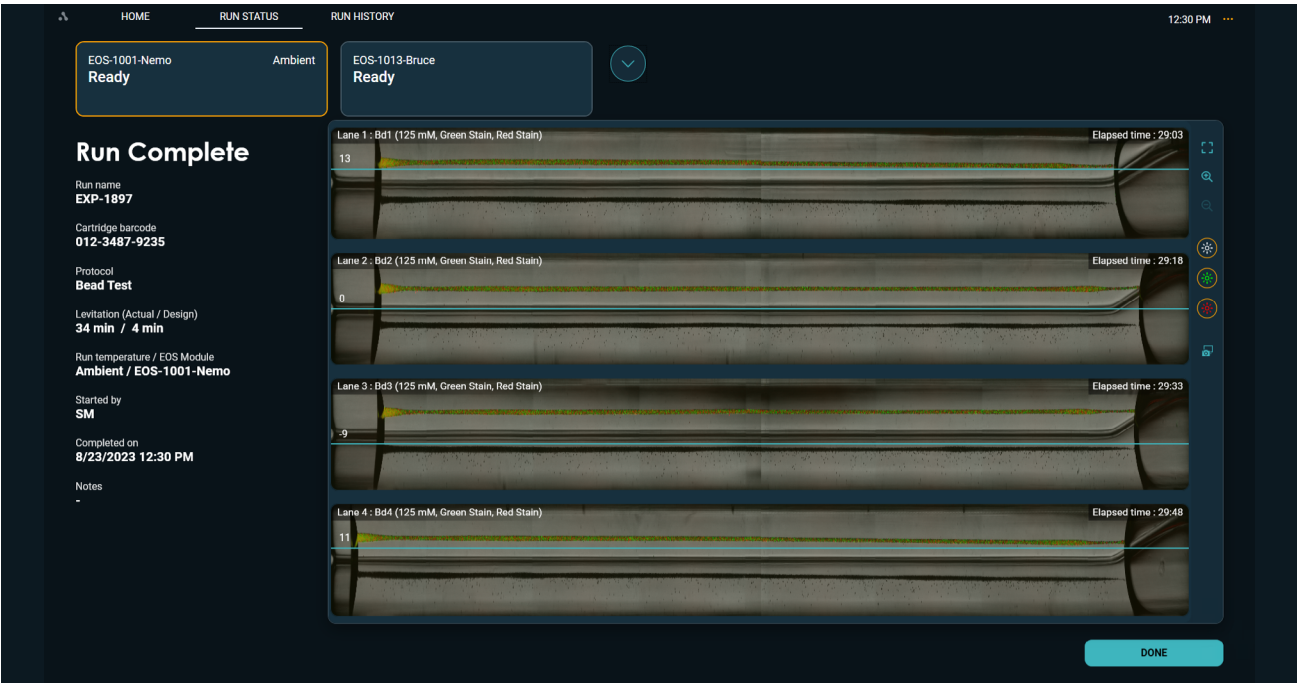 HOME
RUN STATUS
RUN HISTORY
12:30 PM
EOS-1001-Nemo
Ambient
Ready
EOS-1013-Bruce
Ready
Run Complete
Run name
EXP-1897
Cartridge barcode
012-3487-9235
Protocol
Bead Test
Levitation (Actual / Design)
34 min / 4 min
Run temperature / EOS Module
Ambient / EOS-1001-Nemo
Started by
SM
Completed on
8/23/2023 12:30 PM
Notes
-
Lane 1 : Bd1 (125 mM, Green Stain, Red Stain)
Elapsed time : 29:03
13
Lane 2 : Bd2 (125 mM, Green Stain, Red Stain)
Elapsed time : 29:18
0
Lane 3 : Bd3 (125 mM, Green Stain, Red Stain)
Elapsed time : 29:33
-9
Lane 4 : Bd4 (125 mM, Green Stain, Red Stain)
Elapsed time : 29:48
11
DONE